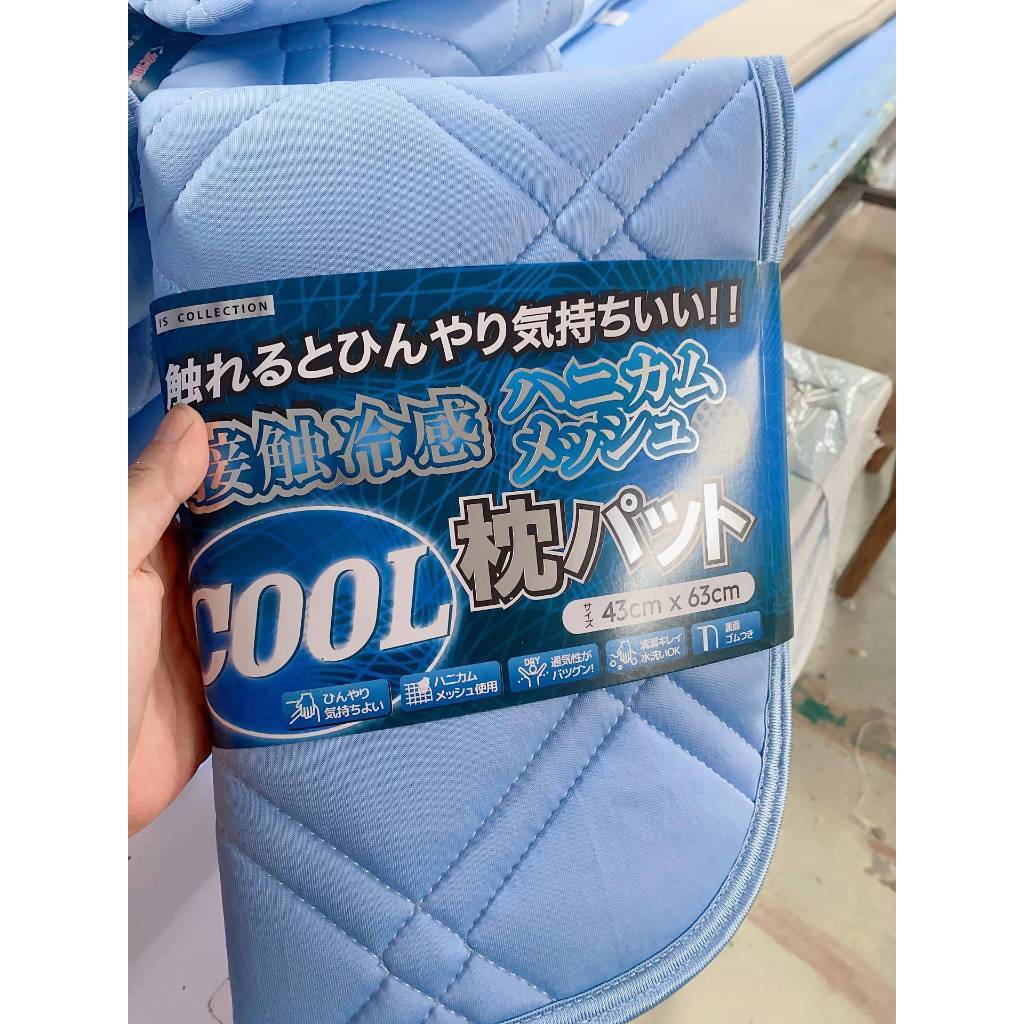 IS COLLECTION
触れるとひんやり気持ちいい!!
接触冷感
ハニカム
メッシュ
COOL
枕パット
サイズ 43cm x 63cm
ひんやり
気持ちよい
ハニカム
メッシュ使用
DRY
通気性が
バツグン!
清潔キレイ
水洗いOK
裏面
ゴムつき